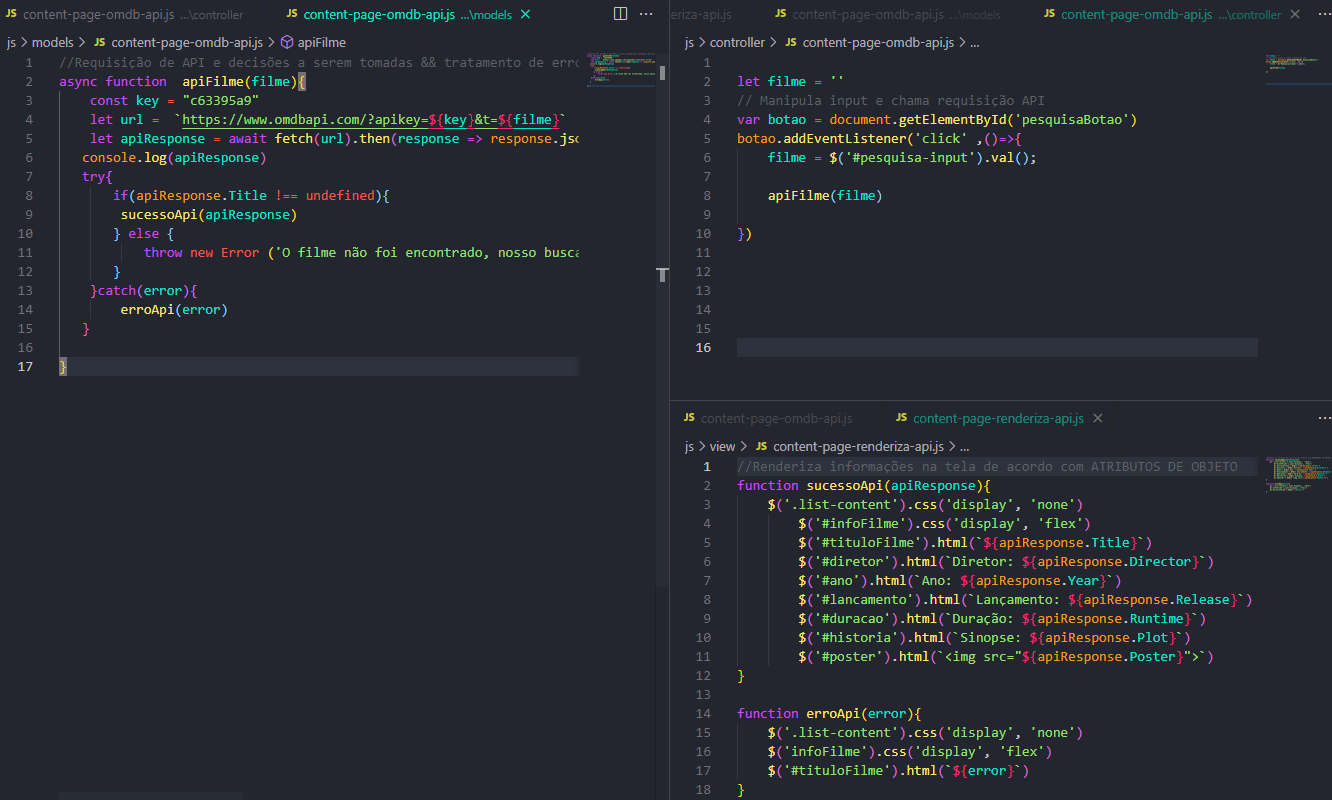 JS content-page-omdb-api.js ...\controller
JS content-page-omdb-api.js ...\models
js > models > JS content-page-omdb-api.js > apiFilme
1 //Requisição de API e decisões a serem tomadas && tratamento de erro
2 async function  apiFilme(filme){
3 const key = "c63395a9"
4 let url =  `https://www.omdbapi.com/?apikey=${key}&t=${filme}`
5 let apiResponse = await fetch(url).then(response => response.jso
6 console.log(apiResponse)
7 try{
8 if(apiResponse.Title !== undefined){
9 sucessoApi(apiResponse)
10 } else {
11 throw new Error ('O filme não foi encontrado, nosso busca
12 }
13 }catch(error){
14 erroApi(error)
15 }
16
17 }
eriza-api.js
JS content-page-omdb-api.js ...\models
JS content-page-omdb-api.js ...\controller
js > controller > JS content-page-omdb-api.js > ...
1
2 let filme = ''
3 // Manipula input e chama requisição API
4 var botao = document.getElementById('pesquisaBotao')
5 botao.addEventListener('click' ,()=>{
6 filme = $('#pesquisa-input').val();
7
8 apiFilme(filme)
9
10 })
11
12
13
14
15
16
JS content-page-omdb-api.js
JS content-page-renderiza-api.js
js > view > JS content-page-renderiza-api.js > ...
1 //Renderiza informações na tela de acordo com ATRIBUTOS DE OBJETO
2 function sucessoApi(apiResponse){
3 $('.list-content').css('display', 'none')
4 $('#infoFilme').css('display', 'flex')
5 $('#tituloFilme').html(`${apiResponse.Title}`)
6 $('#diretor').html(`Diretor: ${apiResponse.Director}`)
7 $('#ano').html(`Ano: ${apiResponse.Year}`)
8 $('#lancamento').html(`Lançamento: ${apiResponse.Release}`)
9 $('#duracao').html(`Duração: ${apiResponse.Runtime}`)
10 $('#historia').html(`Sinopse: ${apiResponse.Plot}`)
11 $('#poster').html(`<img src="${apiResponse.Poster}">`)
12 }
13
14 function erroApi(error){
15 $('.list-content').css('display', 'none')
16 $('infoFilme').css('display', 'flex')
17 $('#tituloFilme').html(`${error}`)
18 }